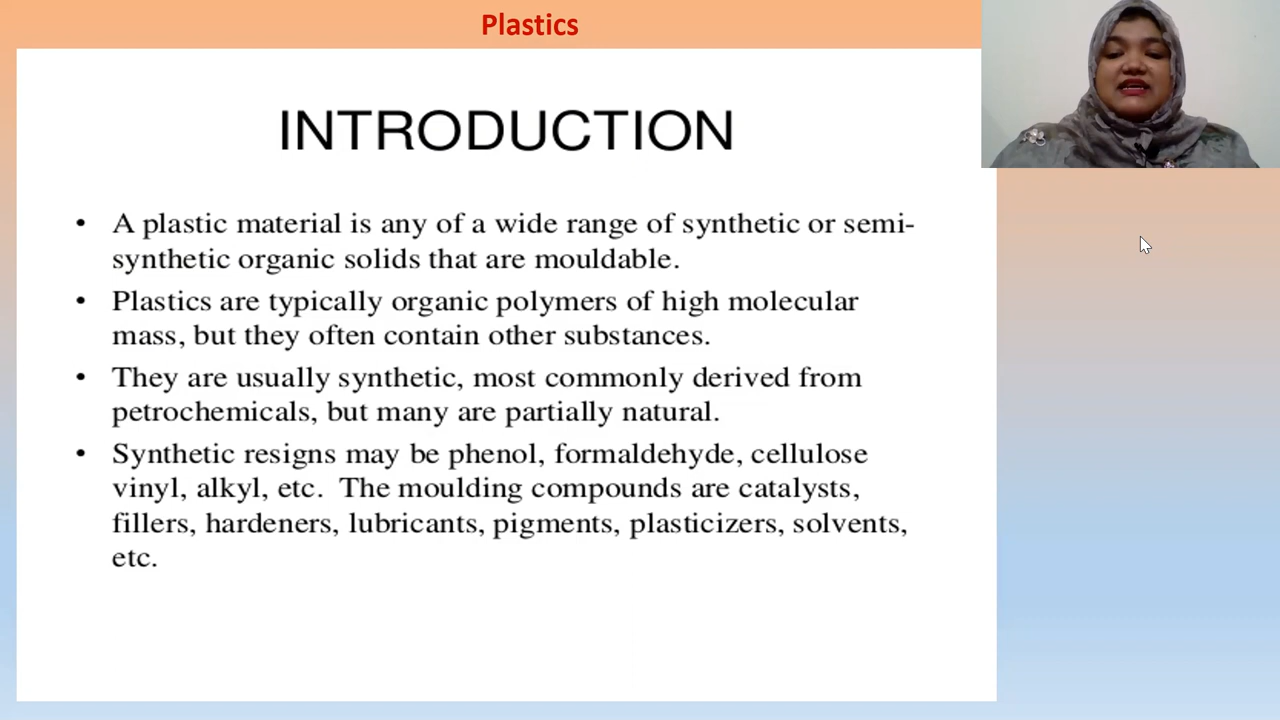 Plastics
INTRODUCTION
• A plastic material is any of a wide range of synthetic or semi-
synthetic organic solids that are mouldable.
• Plastics are typically organic polymers of high molecular
mass, but they often contain other substances.
• They are usually synthetic, most commonly derived from
petrochemicals, but many are partially natural.
• Synthetic resigns may be phenol, formaldehyde, cellulose
vinyl, alkyl, etc.  The moulding compounds are catalysts,
fillers, hardeners, lubricants, pigments, plasticizers, solvents,
etc.